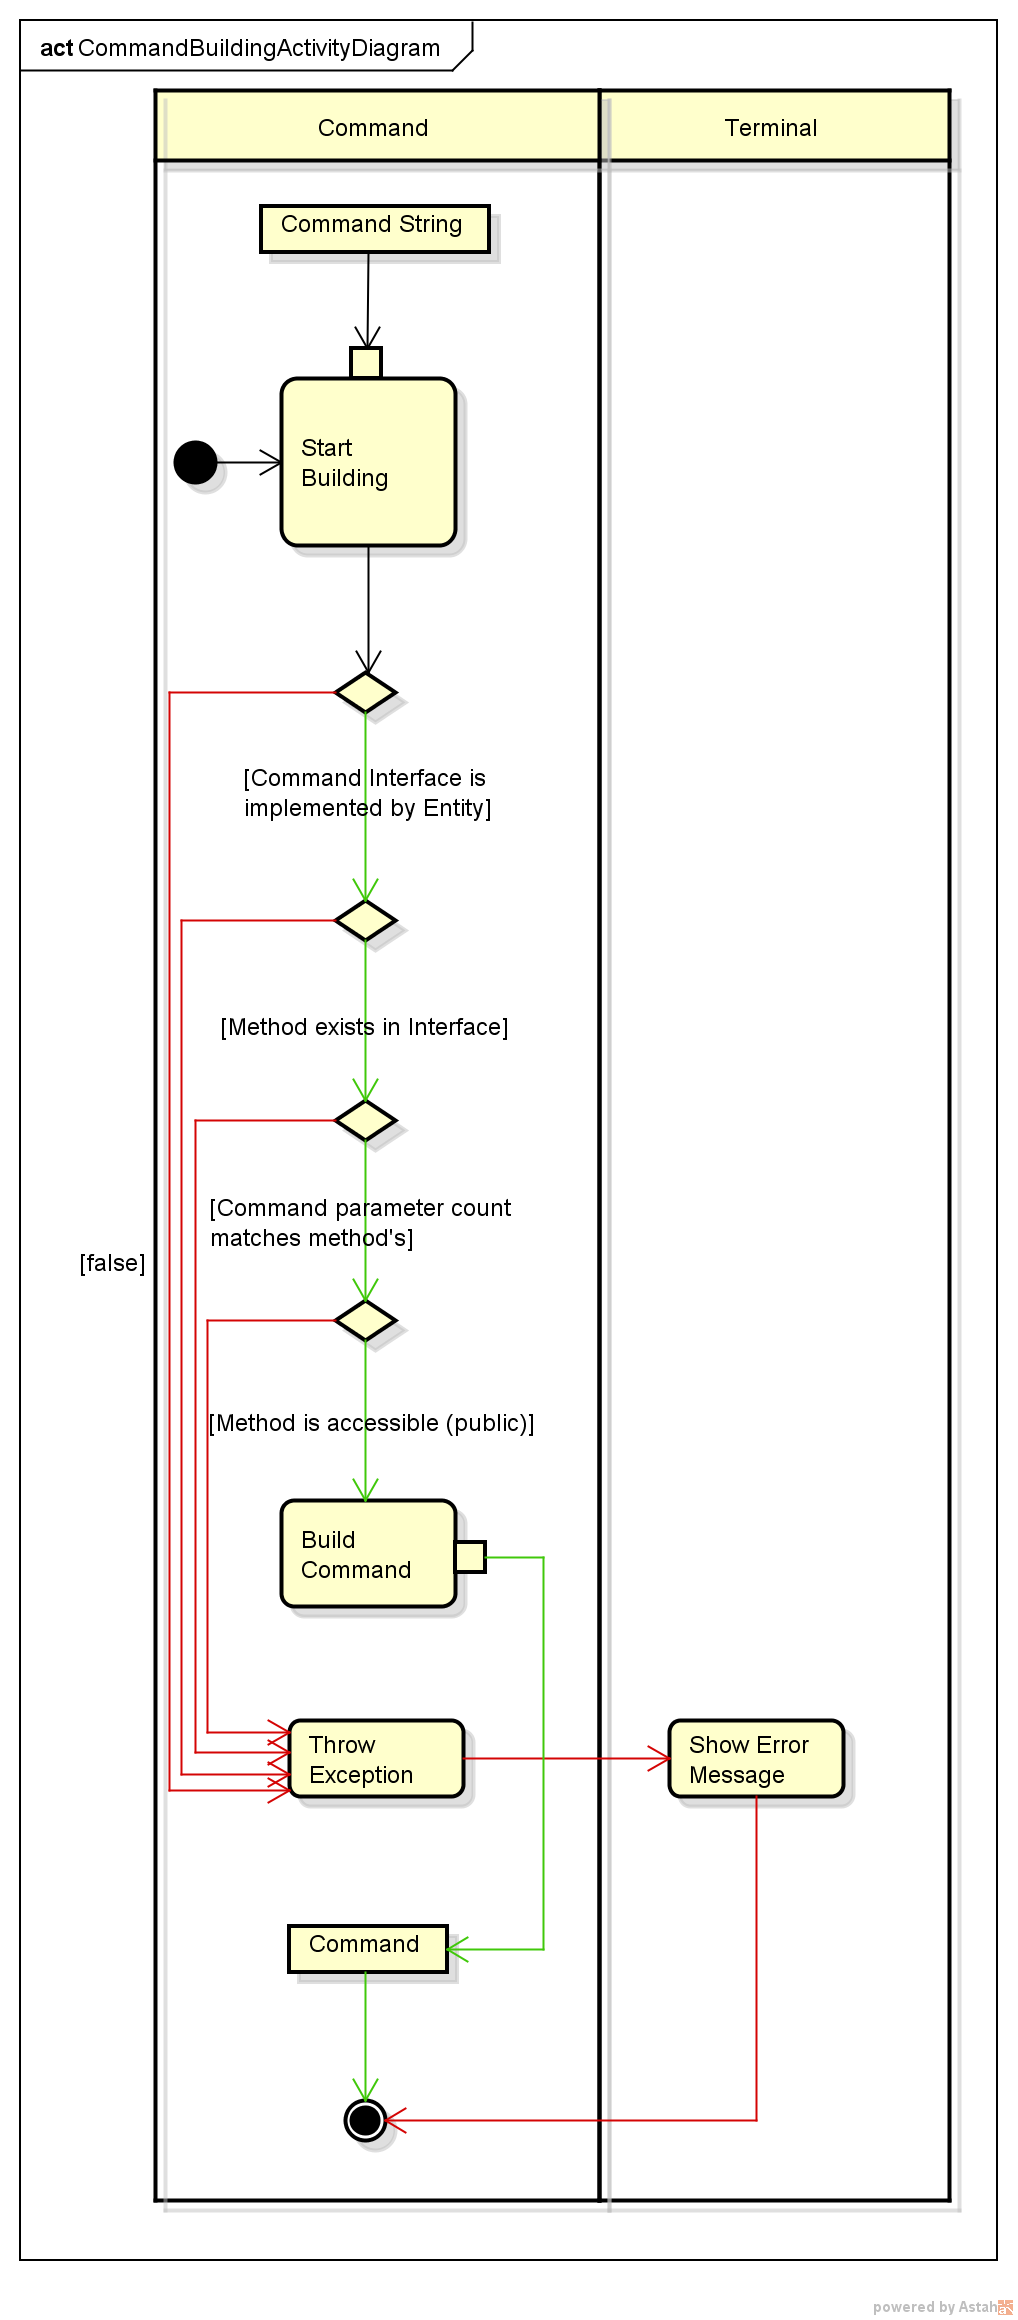 act CommandBuildingActivityDiagram
Command
Terminal
Command String
Start
Building
[Command Interface is
implemented by Entity]
[Method exists in Interface]
[Command parameter count
matches method's]
[false]
[Method is accessible (public)]
Build
Command
Throw
Exception
Show Error
Message
Command
powered by Astah